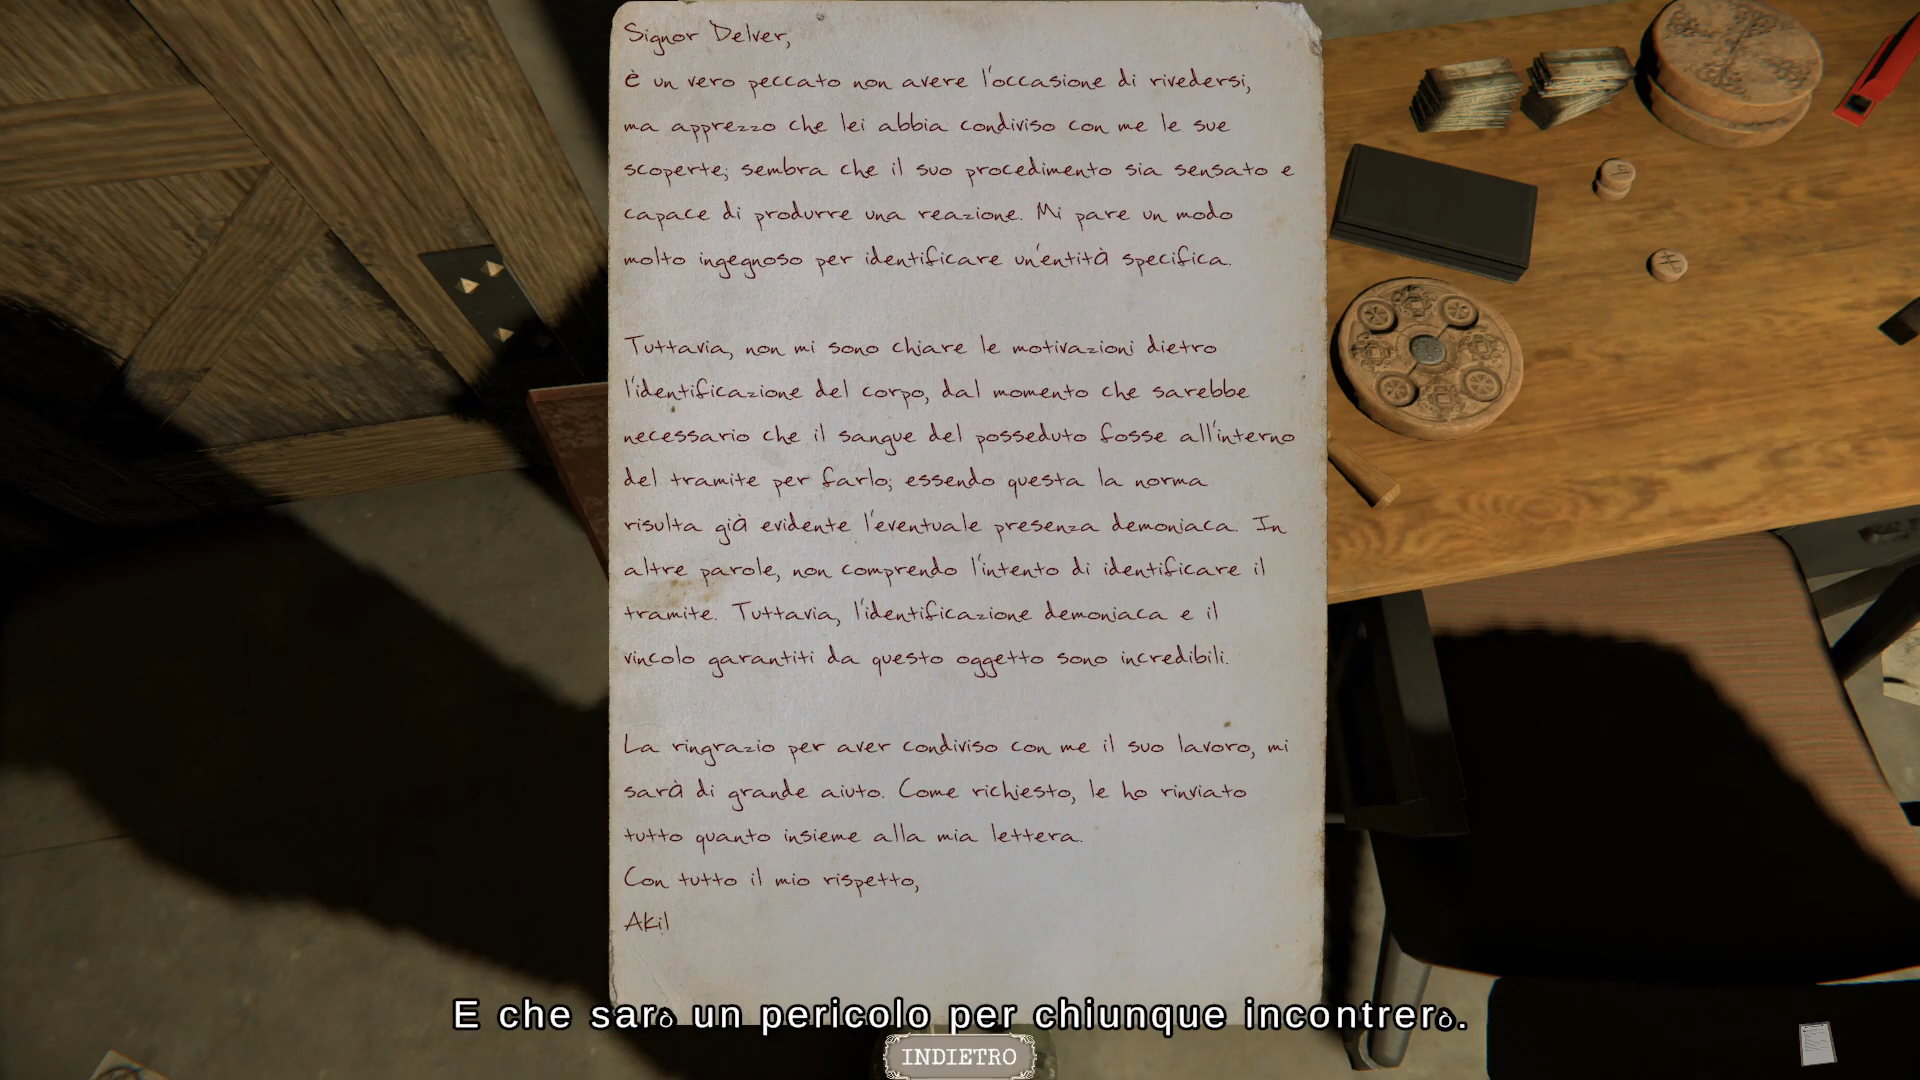 Signor Delver,
è un vero peccato non avere l'occasione di rivedersi,
ma apprezzo che lei abbia condiviso con me le sue
scoperte; sembra che il suo procedimento sia sensato e
capace di produrre una reazione. Mi pare un modo
molto ingegnoso per identificare un'entità specifica.
Tuttavia, non mi sono chiare le motivazioni dietro
l'identificazione del corpo, dal momento che sarebbe
necessario che il sangue del posseduto fosse all'interno
del tramite per farlo; essendo questa la norma
risulta già evidente l'eventuale presenza demoniaca. In
altre parole, non comprendo l'intento di identificare il
tramite. Tuttavia, l'identificazione demoniaca e il
vincolo garantiti da questo oggetto sono incredibili.
La ringrazio per aver condiviso con me il suo lavoro, mi
sarà di grande aiuto. Come richiesto, le ho rinviato
tutto quanto insieme alla mia lettera.
Con tutto il mio rispetto,
Akil
E che sarò un pericolo per chiunque incontrerò.
INDIETRO